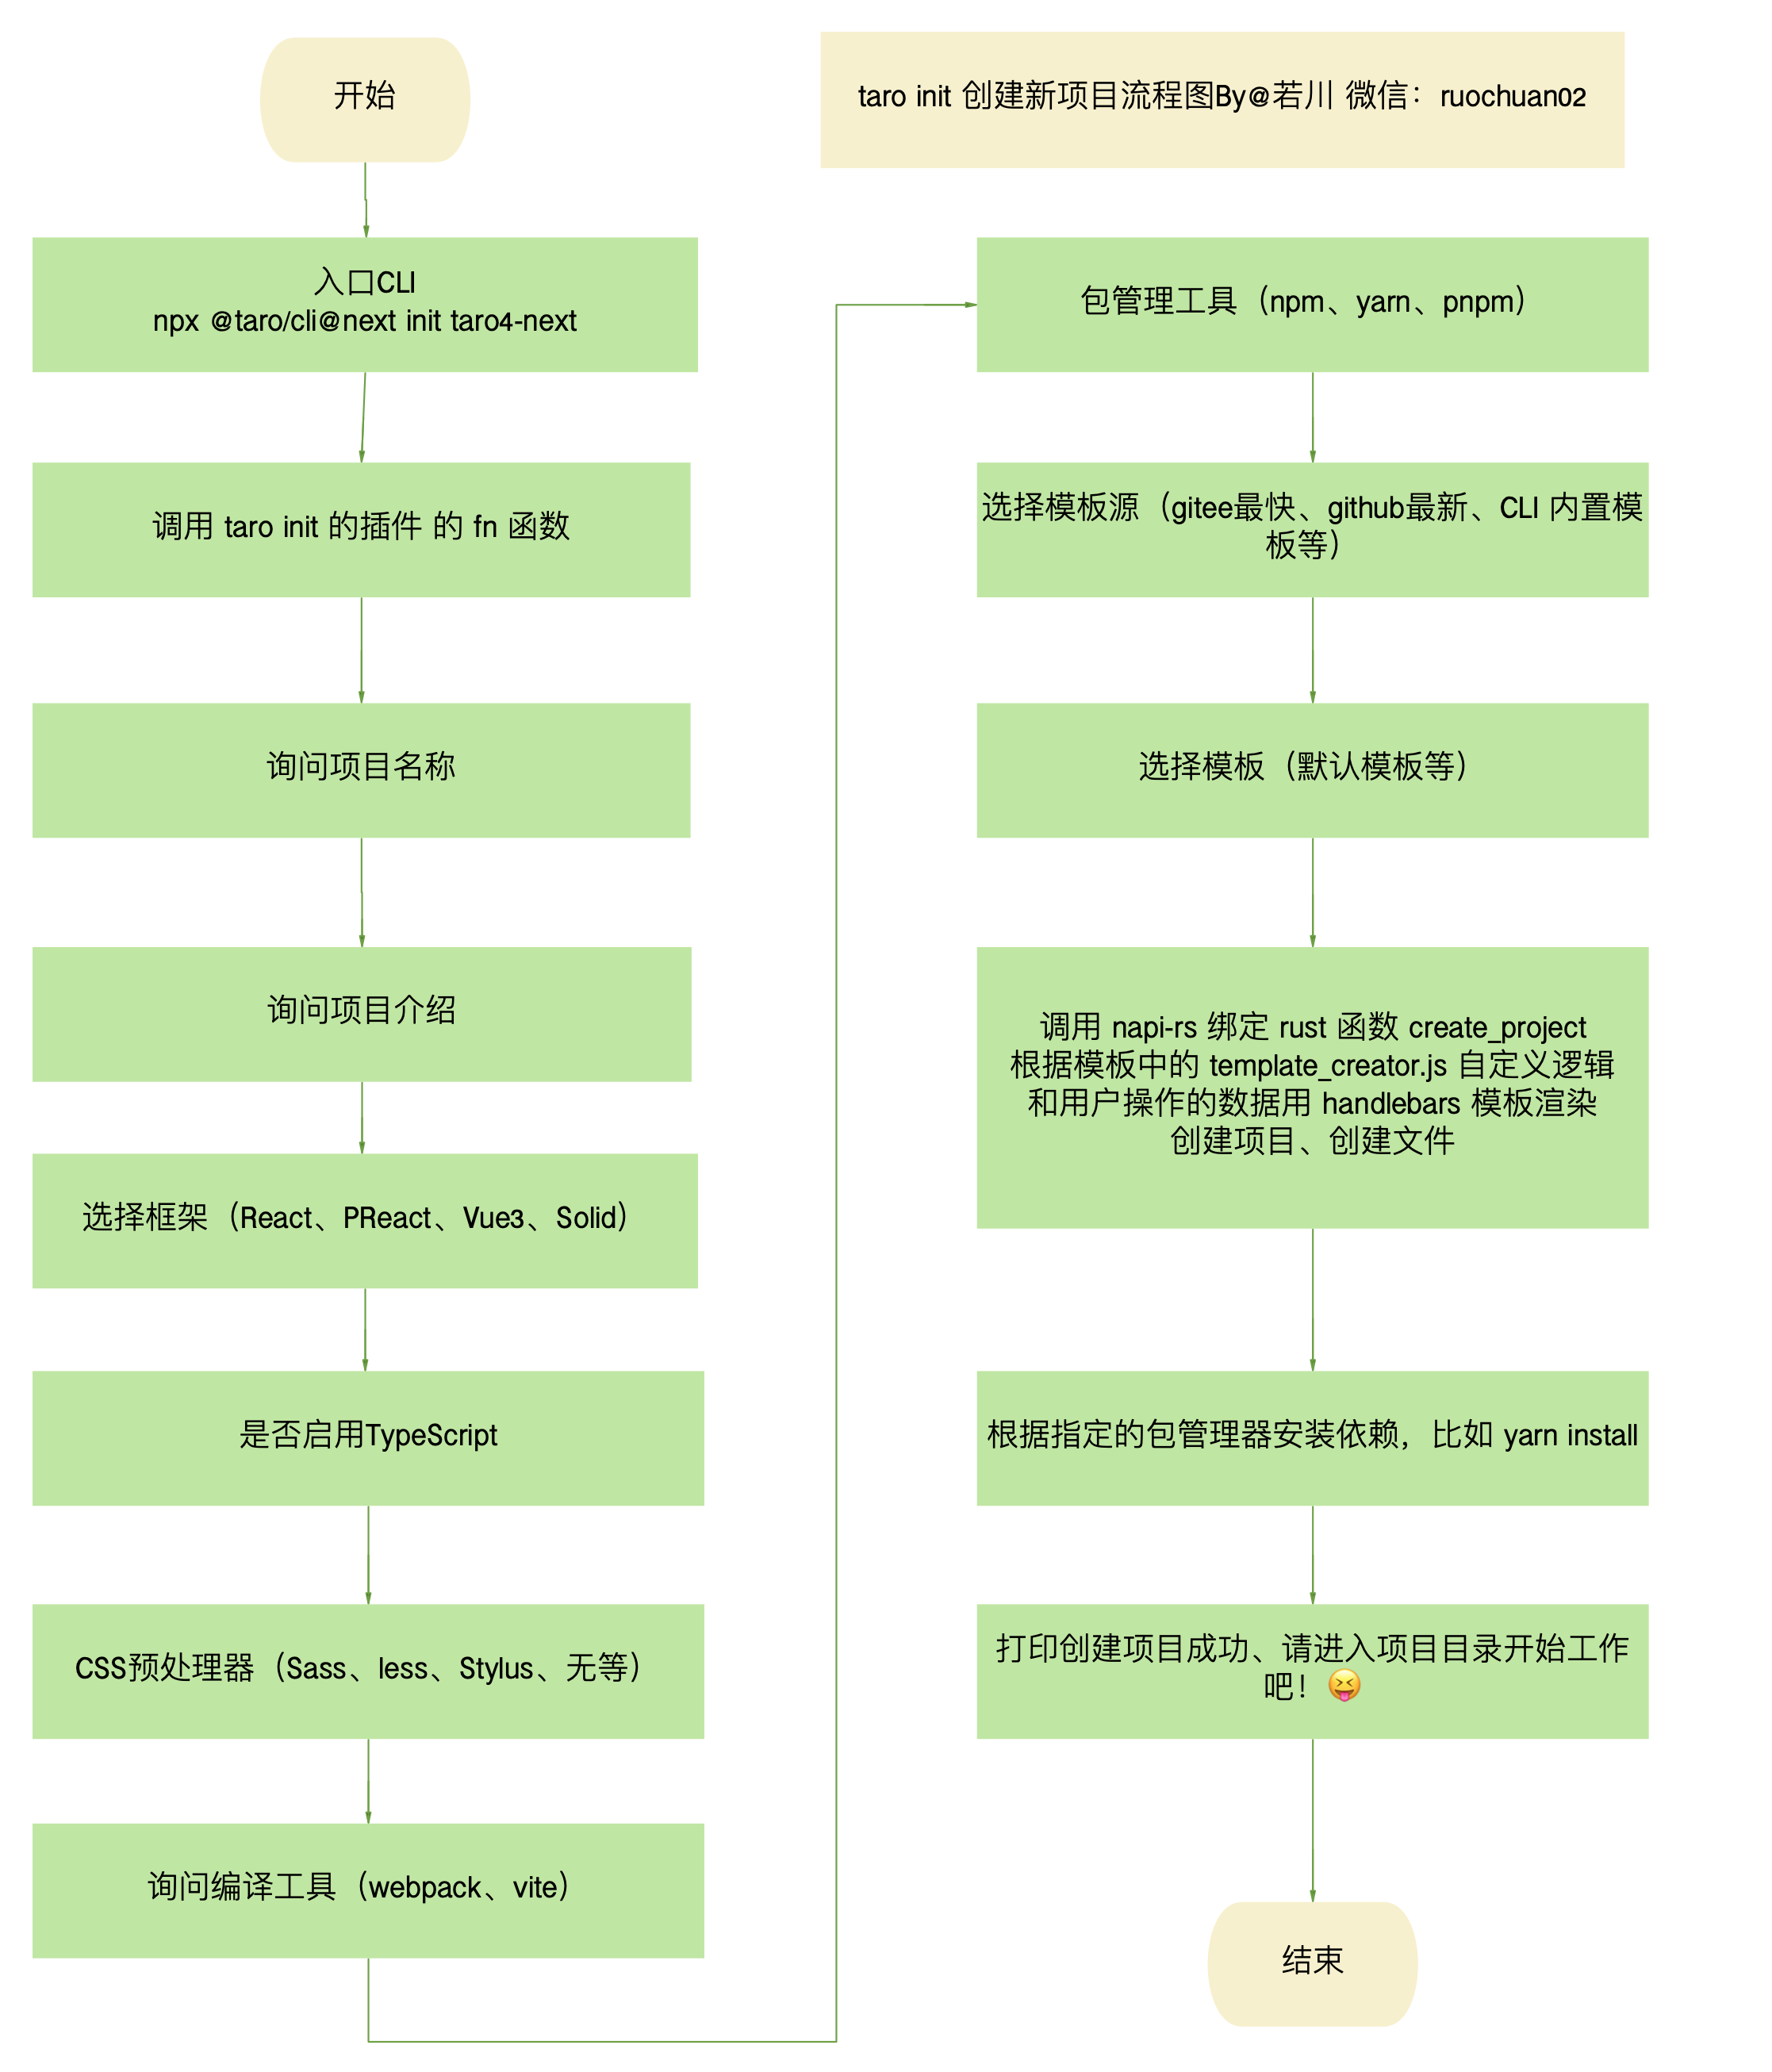 开始
taro init 创建新项目流程图By@若川 微信：ruochuan02
入口CLI
npx @taro/cli@next init taro4-next
调用 taro init 的插件 的 fn 函数
询问项目名称
询问项目介绍
选择框架（React、PReact、Vue3、Solid）
是否启用TypeScript
CSS预处理器（Sass、less、Stylus、无等）
询问编译工具（webpack、vite）
包管理工具（npm、yarn、pnpm）
选择模板源（gitee最快、github最新、CLI 内置模
板等）
选择模板（默认模板等）
调用 napi-rs 绑定 rust 函数 create_project
根据模板中的 template_creator.js 自定义逻辑
和用户操作的数据用 handlebars 模板渲染
创建项目、创建文件
根据指定的包管理器安装依赖，比如 yarn install
打印创建项目成功、请进入项目目录开始工作
吧！😝
结束